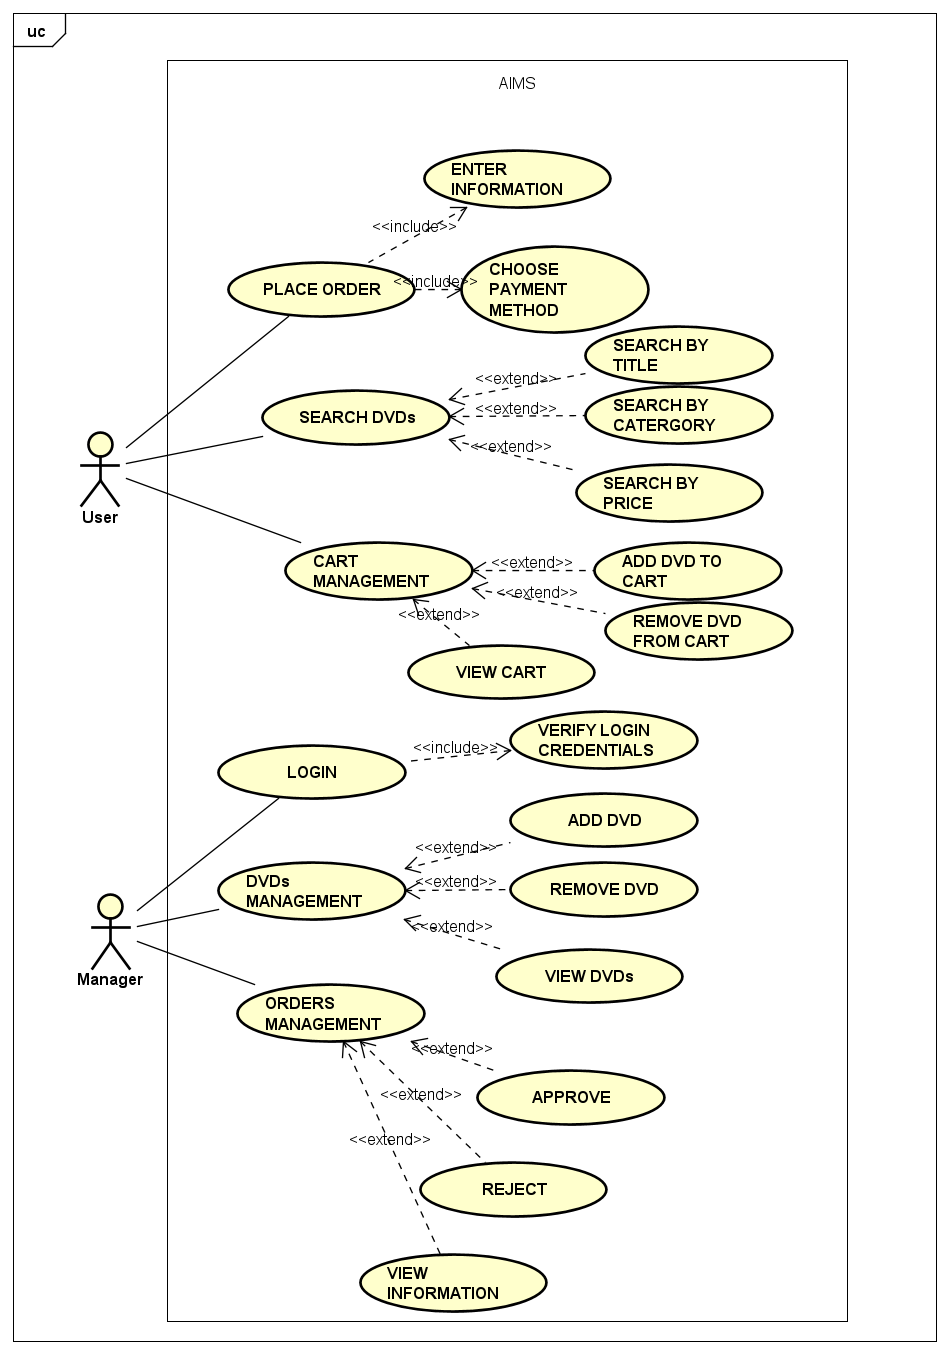 uc
AIMS
ENTER
INFORMATION
<<include>>
PLACE ORDER
<<include>>
CHOOSE
PAYMENT
METHOD
SEARCH BY
TITLE
<<extend>>
SEARCH DVDs
<<extend>>
SEARCH BY
CATERGORY
<<extend>>
SEARCH BY
PRICE
User
CART
MANAGEMENT
<<extend>>
ADD DVD TO
CART
<<extend>>
REMOVE DVD
FROM CART
<<extend>>
VIEW CART
VERIFY LOGIN
CREDENTIALS
<<include>>
LOGIN
ADD DVD
<<extend>>
DVDs
MANAGEMENT
<<extend>>
REMOVE DVD
<<extend>>
VIEW DVDs
Manager
ORDERS
MANAGEMENT
<<extend>>
APPROVE
<<extend>>
<<extend>>
REJECT
VIEW
INFORMATION